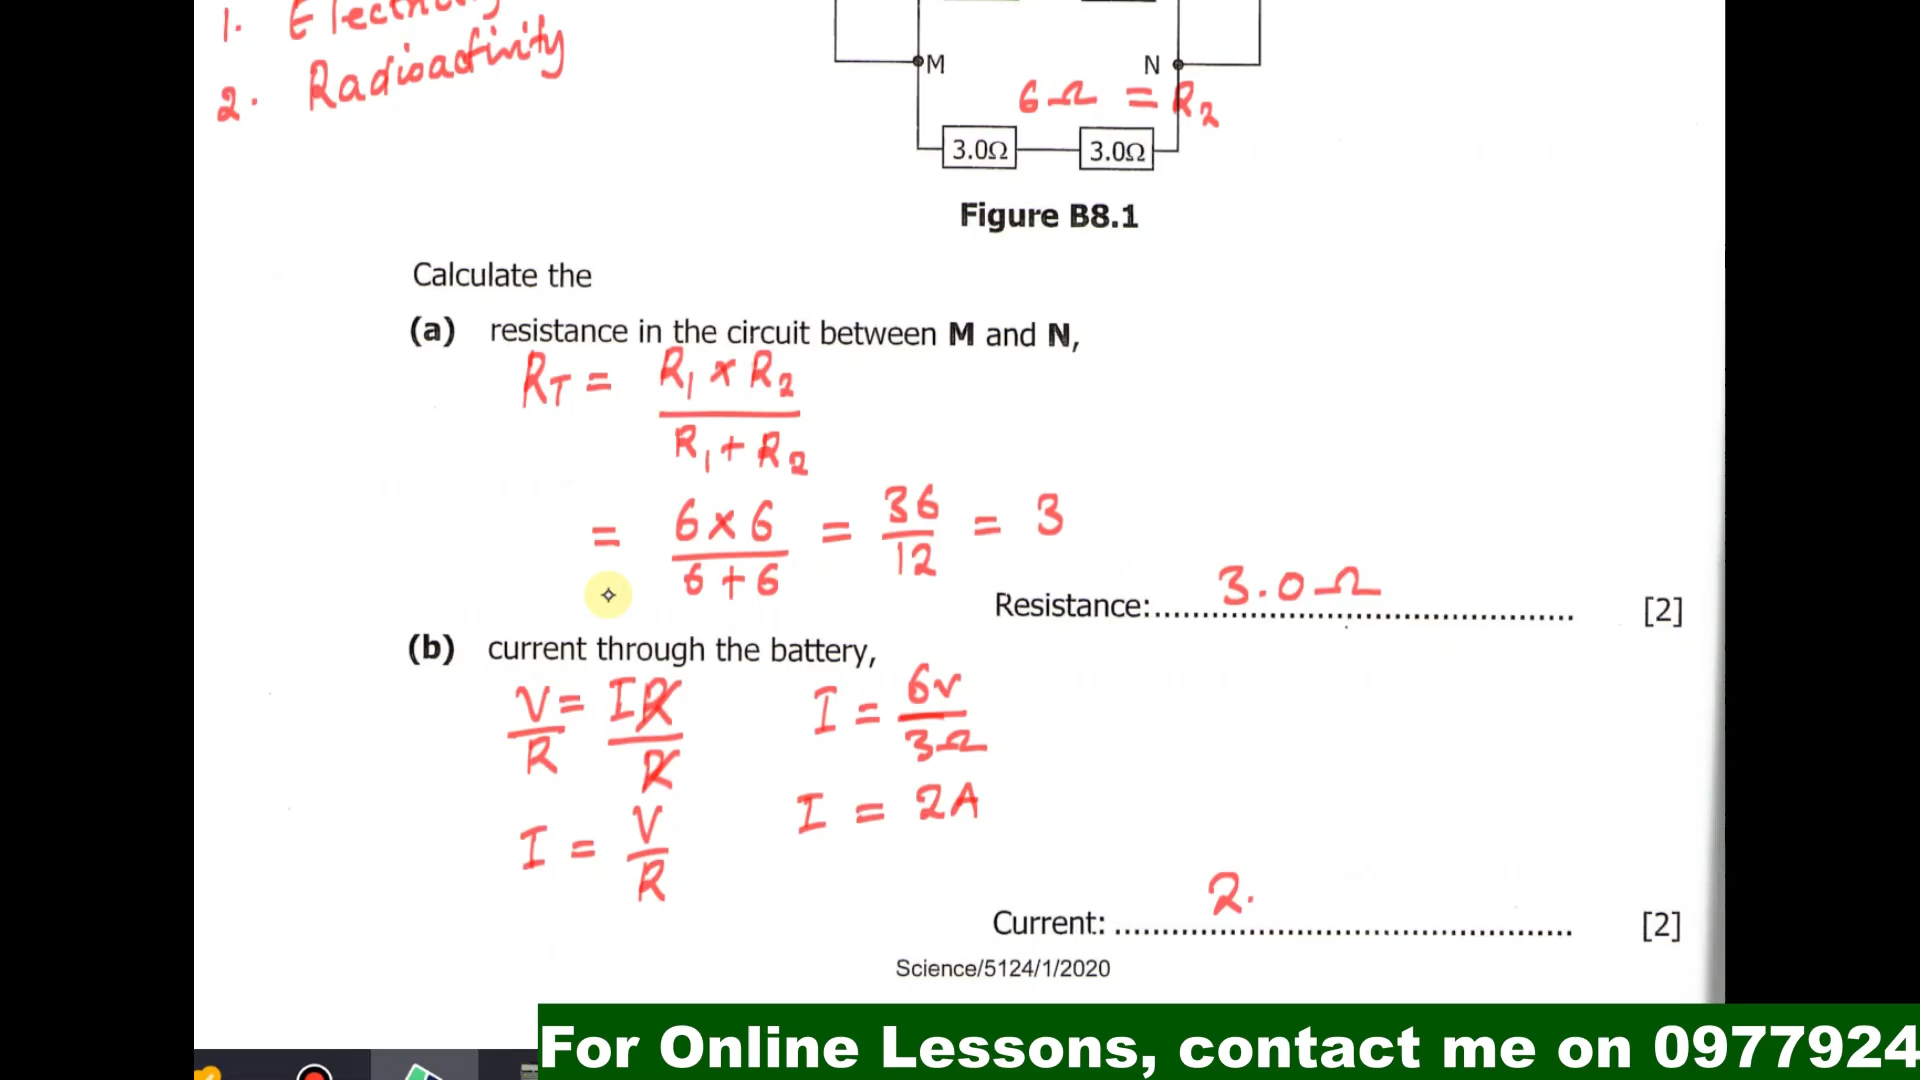 1. Electricity
2. Radioactivity
M
N
6Ω = R2
3.0Ω
3.0Ω
Figure B8.1
Calculate the
(a) resistance in the circuit between M and N,
RT = R1 x R2
R1 + R2
= 6 x 6 = 36 = 3
6 + 6 12
3.0Ω
Resistance: [2]
(b) current through the battery,
V = IR I = 6v
R R 3Ω
I = V I = 2A
R
2.
Current: [2]
Science/5124/1/2020
For Online Lessons, contact me on 0977924